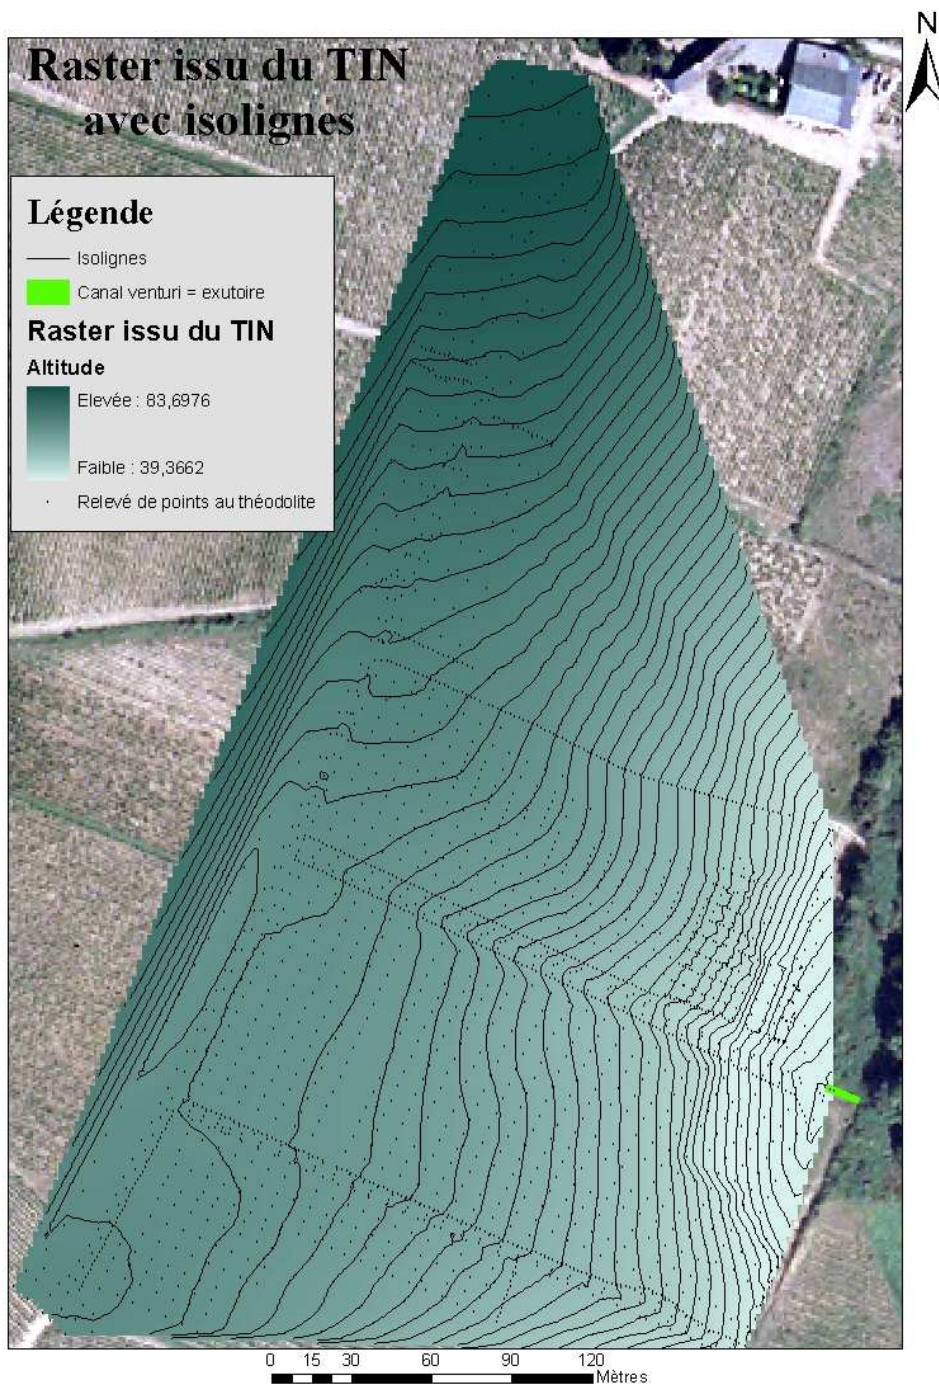 N
Raster issu du TIN
avec isolignes
Légende
Isolignes
Canal venturi = exutoire
Raster issu du TIN
Altitude
Elevée : 83,6976
Faible : 39,3662
Relevé de points au théodolite
0 15 30 60 90 120
Mètres